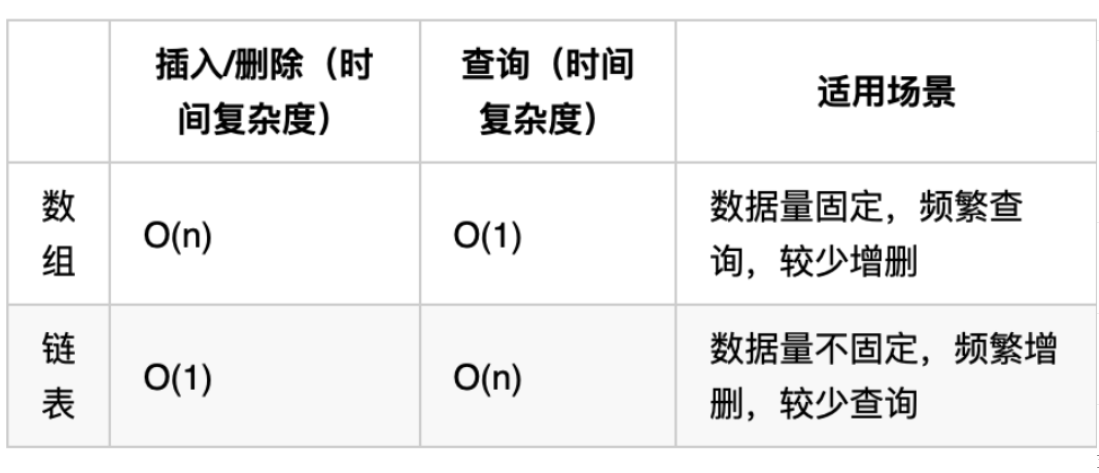 插入/删除（时
间复杂度）
查询（时间
复杂度）
适用场景
数
组
O(n)
O(1)
数据量固定，频繁查
询，较少增删
链
表
O(1)
O(n)
数据量不固定，频繁增
删，较少查询